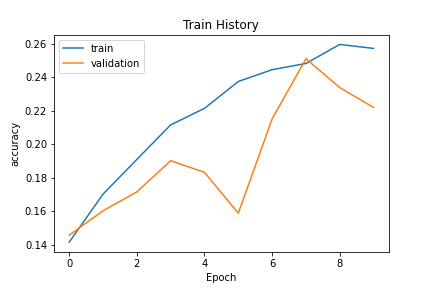 Train History
train
validation
accuracy
0.26
0.24
0.22
0.20
0.18
0.16
0.14
0 2 4 6 8
Epoch